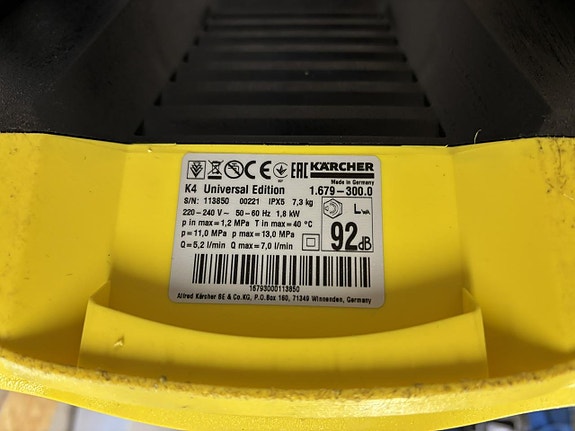 CE EAC KÄRCHER
Made in Germany
K4 Universal Edition 1.679-300.0
S/N: 113850 00221 IPX5 7,3 kg
220-240 V~ 50-60 Hz 1,8 kW
p in max=1,2 MPa T in max=40 °C
p=11,0 MPa p max=13,0 MPa
Q=5,2 l/min Q max=7,0 l/min
LWA
92dB
16793000113850
Alfred Kärcher SE & Co.KG, P.O.Box 160, 71349 Winnenden, Germany